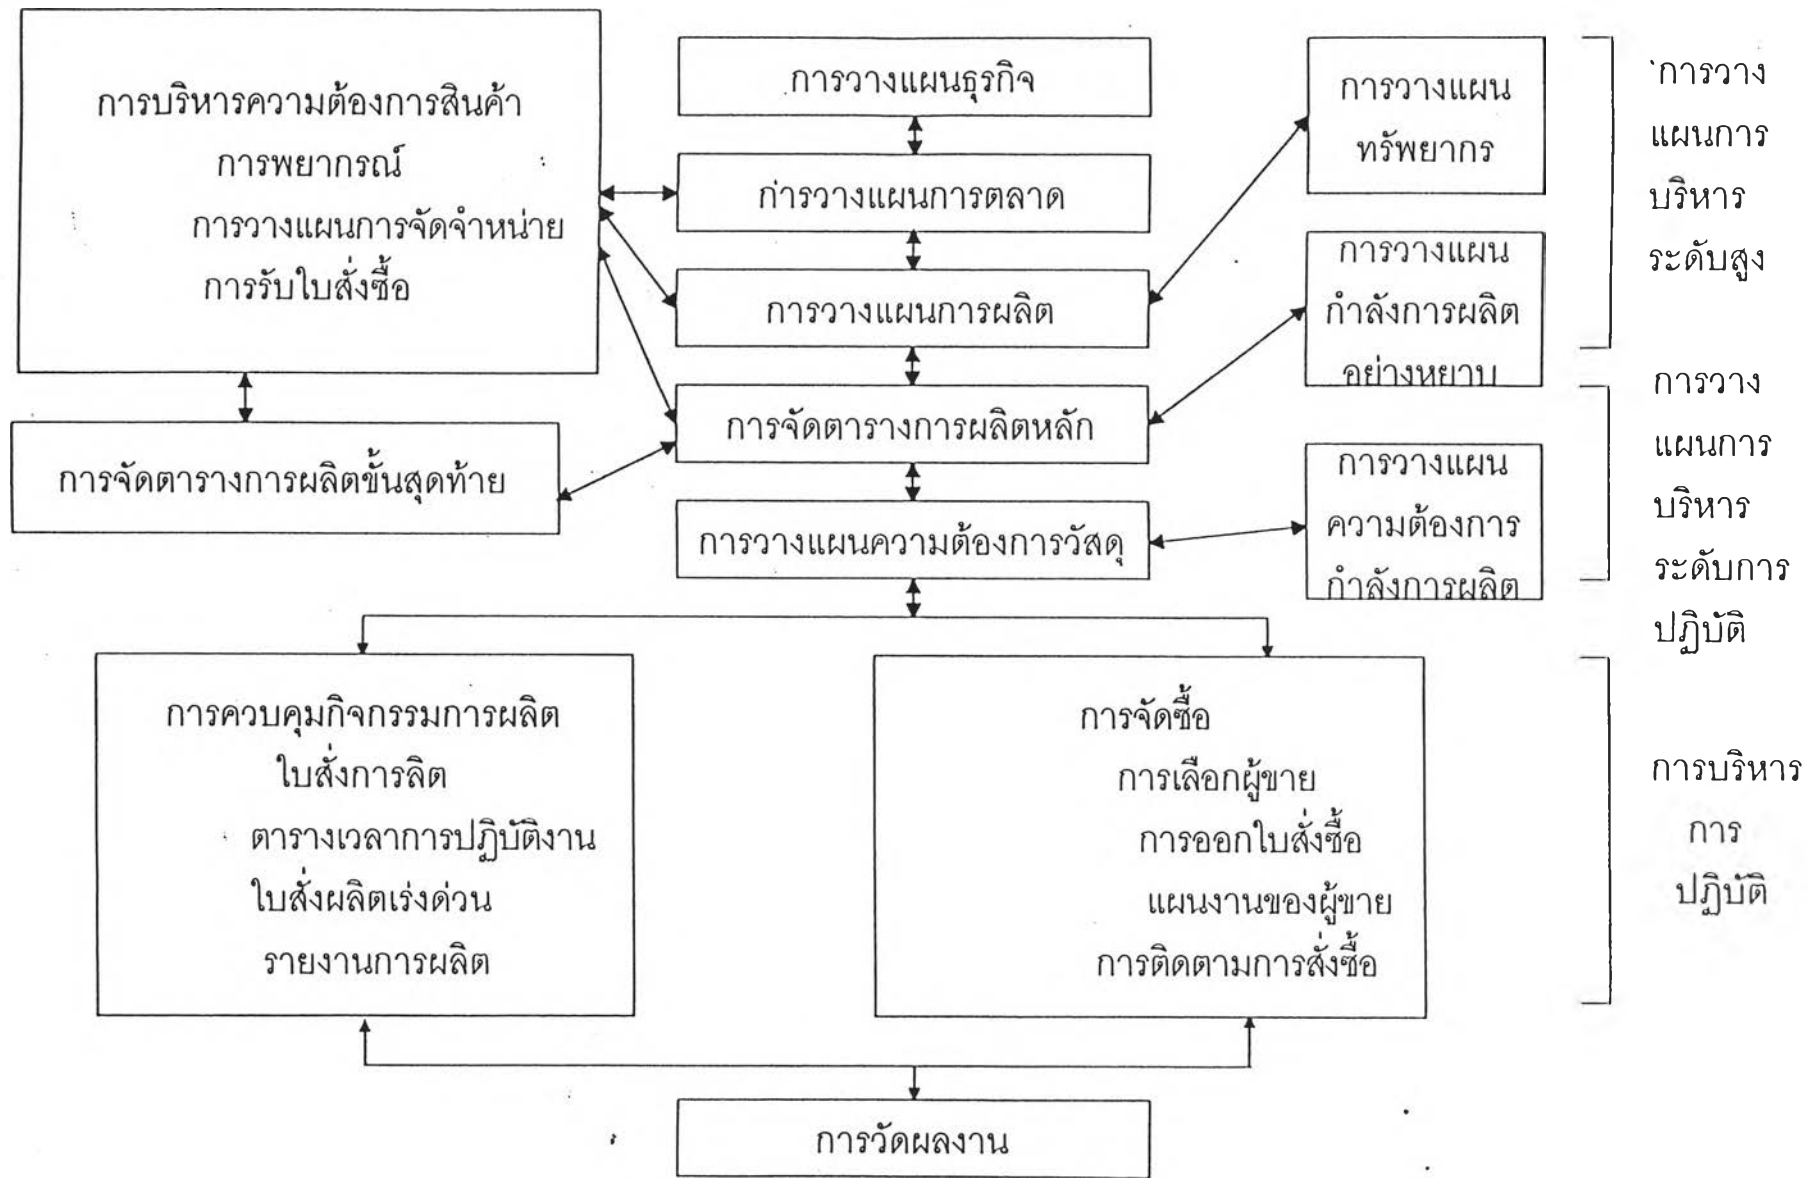 การบริหารความต้องการสินค้า
การพยากรณ์
การวางแผนการจัดจำหน่าย
การรับใบสั่งซื้อ
การจัดตารางการผลิตขั้นสุดท้าย
การวางแผนธุรกิจ
ก่ารวางแผนการตลาด
การวางแผนการผลิต
การจัดตารางการผลิตหลัก
การวางแผนความต้องการวัสดุ
การวางแผน
ทรัพยากร
การวางแผน
กำลังการผลิต
อย่างหยาบ
การวางแผน
ความต้องการ
กำลังการผลิต
การวาง
แผนการ
บริหาร
ระดับสูง
การวาง
แผนการ
บริหาร
ระดับการ
ปฏิบัติ
การควบคุมกิจกรรมการผลิต
ใบสั่งการลิต
ตารางเวลาการปฏิบัติงาน
ใบสั่งผลิตเร่งด่วน
รายงานการผลิต
การจัดซื้อ
การเลือกผู้ขาย
การออกใบสั่งซื้อ
แผนงานของผู้ขาย
การติดตามการสั่งซื้อ
การบริหาร
การ
ปฏิบัติ
การวัดผลงาน